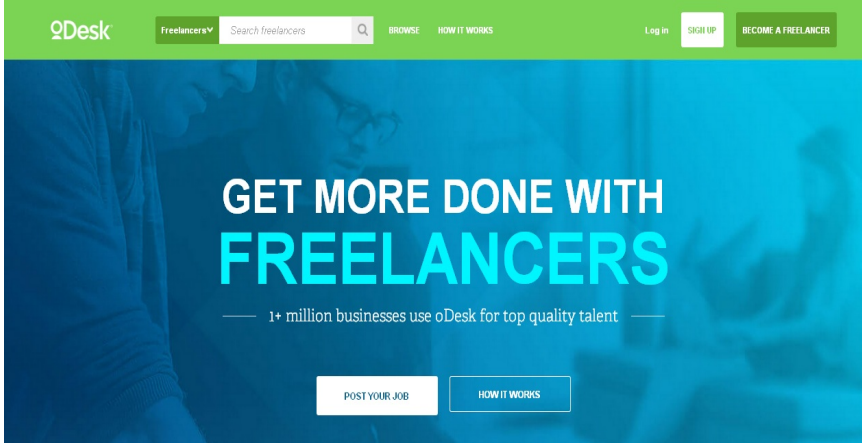 oDesk
Freelancers
Search freelancers
BROWSE
HOW IT WORKS
Log in
SIGN UP
BECOME A FREELANCER
GET MORE DONE WITH
FREELANCERS
1+ million businesses use oDesk for top quality talent
POST YOUR JOB
HOW IT WORKS